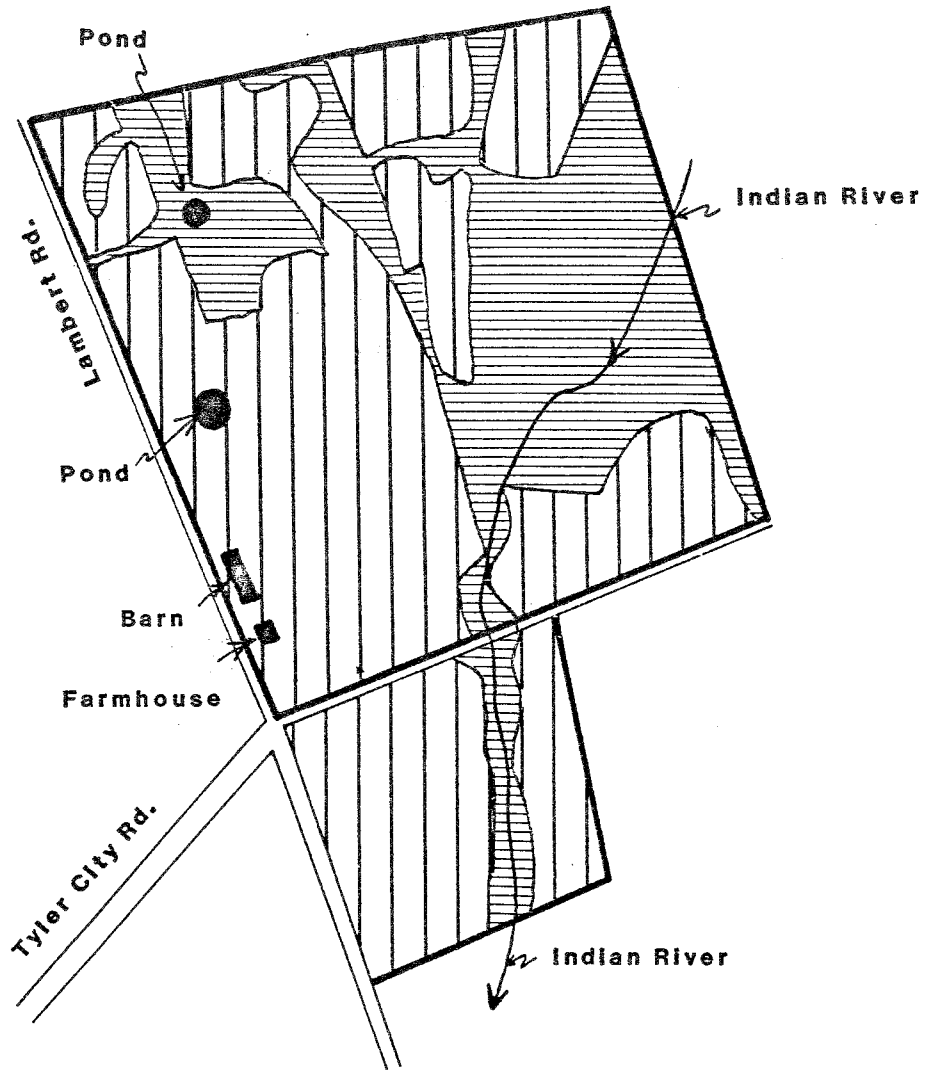 Pond
Indian River
Lambert Rd.
Pond
Barn
Farmhouse
Tyler City Rd.
Indian River